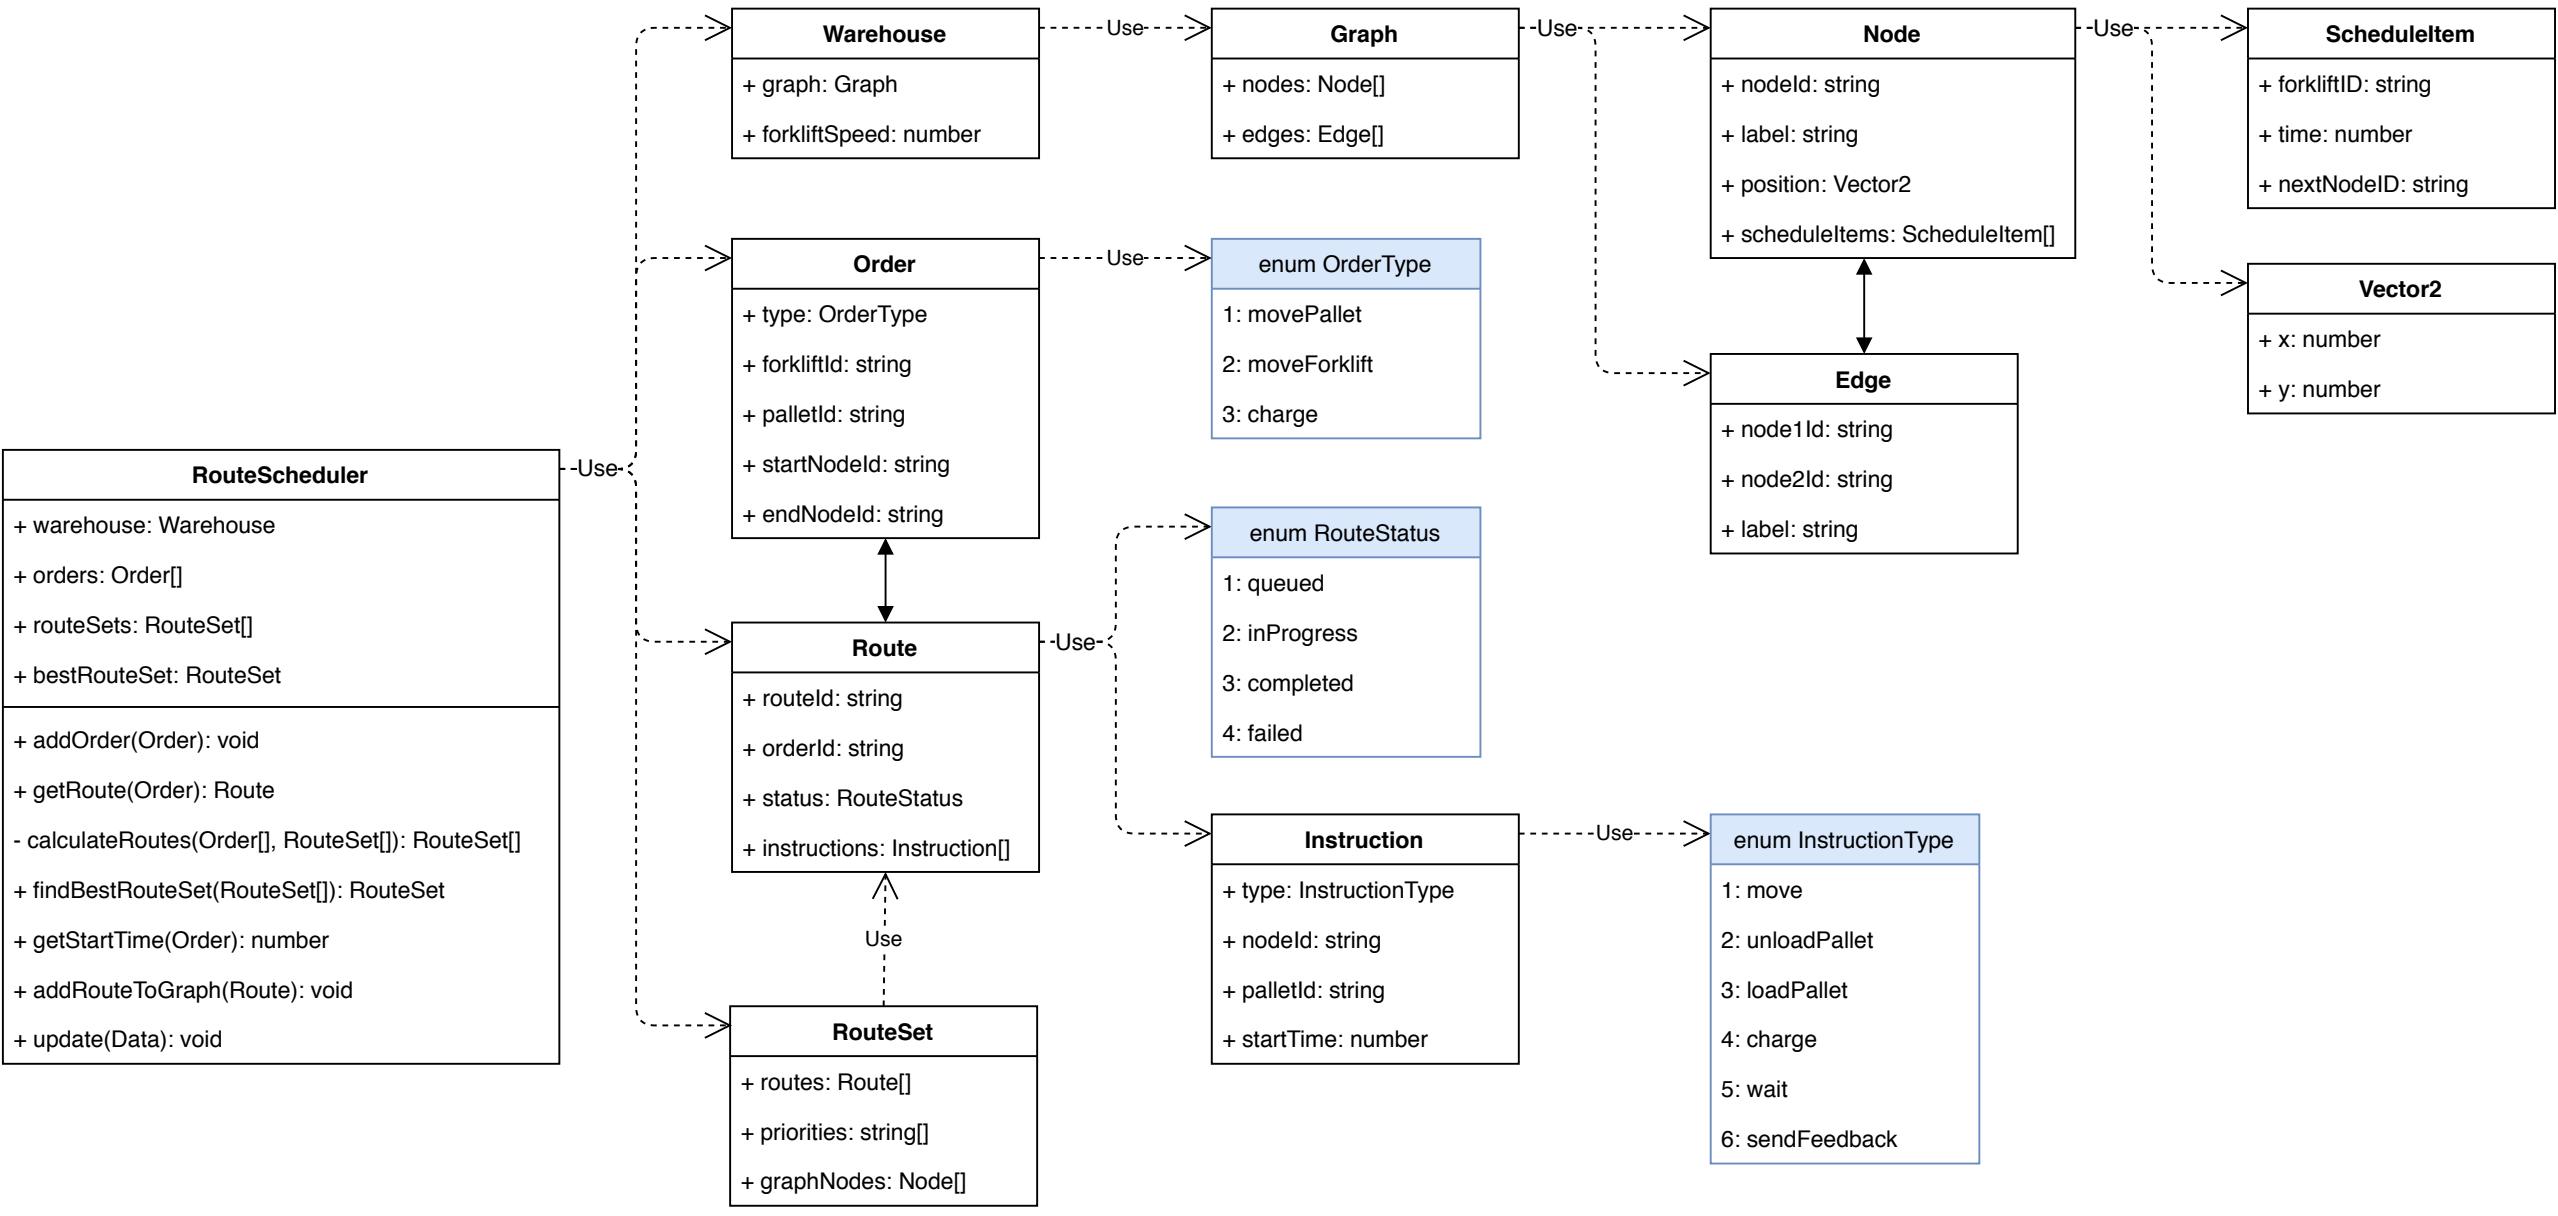 RouteScheduler
+ warehouse: Warehouse
+ orders: Order[]
+ routeSets: RouteSet[]
+ bestRouteSet: RouteSet
+ addOrder(Order): void
+ getRoute(Order): Route
- calculateRoutes(Order[], RouteSet[]): RouteSet[]
+ findBestRouteSet(RouteSet[]): RouteSet
+ getStartTime(Order): number
+ addRouteToGraph(Route): void
+ update(Data): void
Use
Warehouse
+ graph: Graph
+ forkliftSpeed: number
Use
Graph
+ nodes: Node[]
+ edges: Edge[]
Use
Node
+ nodeId: string
+ label: string
+ position: Vector2
+ scheduleItems: ScheduleItem[]
Use
ScheduleItem
+ forkliftID: string
+ time: number
+ nextNodeID: string
Vector2
+ x: number
+ y: number
Edge
+ node1Id: string
+ node2Id: string
+ label: string
Order
+ type: OrderType
+ forkliftId: string
+ palletId: string
+ startNodeId: string
+ endNodeId: string
Use
enum OrderType
1: movePallet
2: moveForklift
3: charge
Route
+ routeId: string
+ orderId: string
+ status: RouteStatus
+ instructions: Instruction[]
Use
enum RouteStatus
1: queued
2: inProgress
3: completed
4: failed
Instruction
+ type: InstructionType
+ nodeId: string
+ palletId: string
+ startTime: number
Use
enum InstructionType
1: move
2: unloadPallet
3: loadPallet
4: charge
5: wait
6: sendFeedback
Use
RouteSet
+ routes: Route[]
+ priorities: string[]
+ graphNodes: Node[]